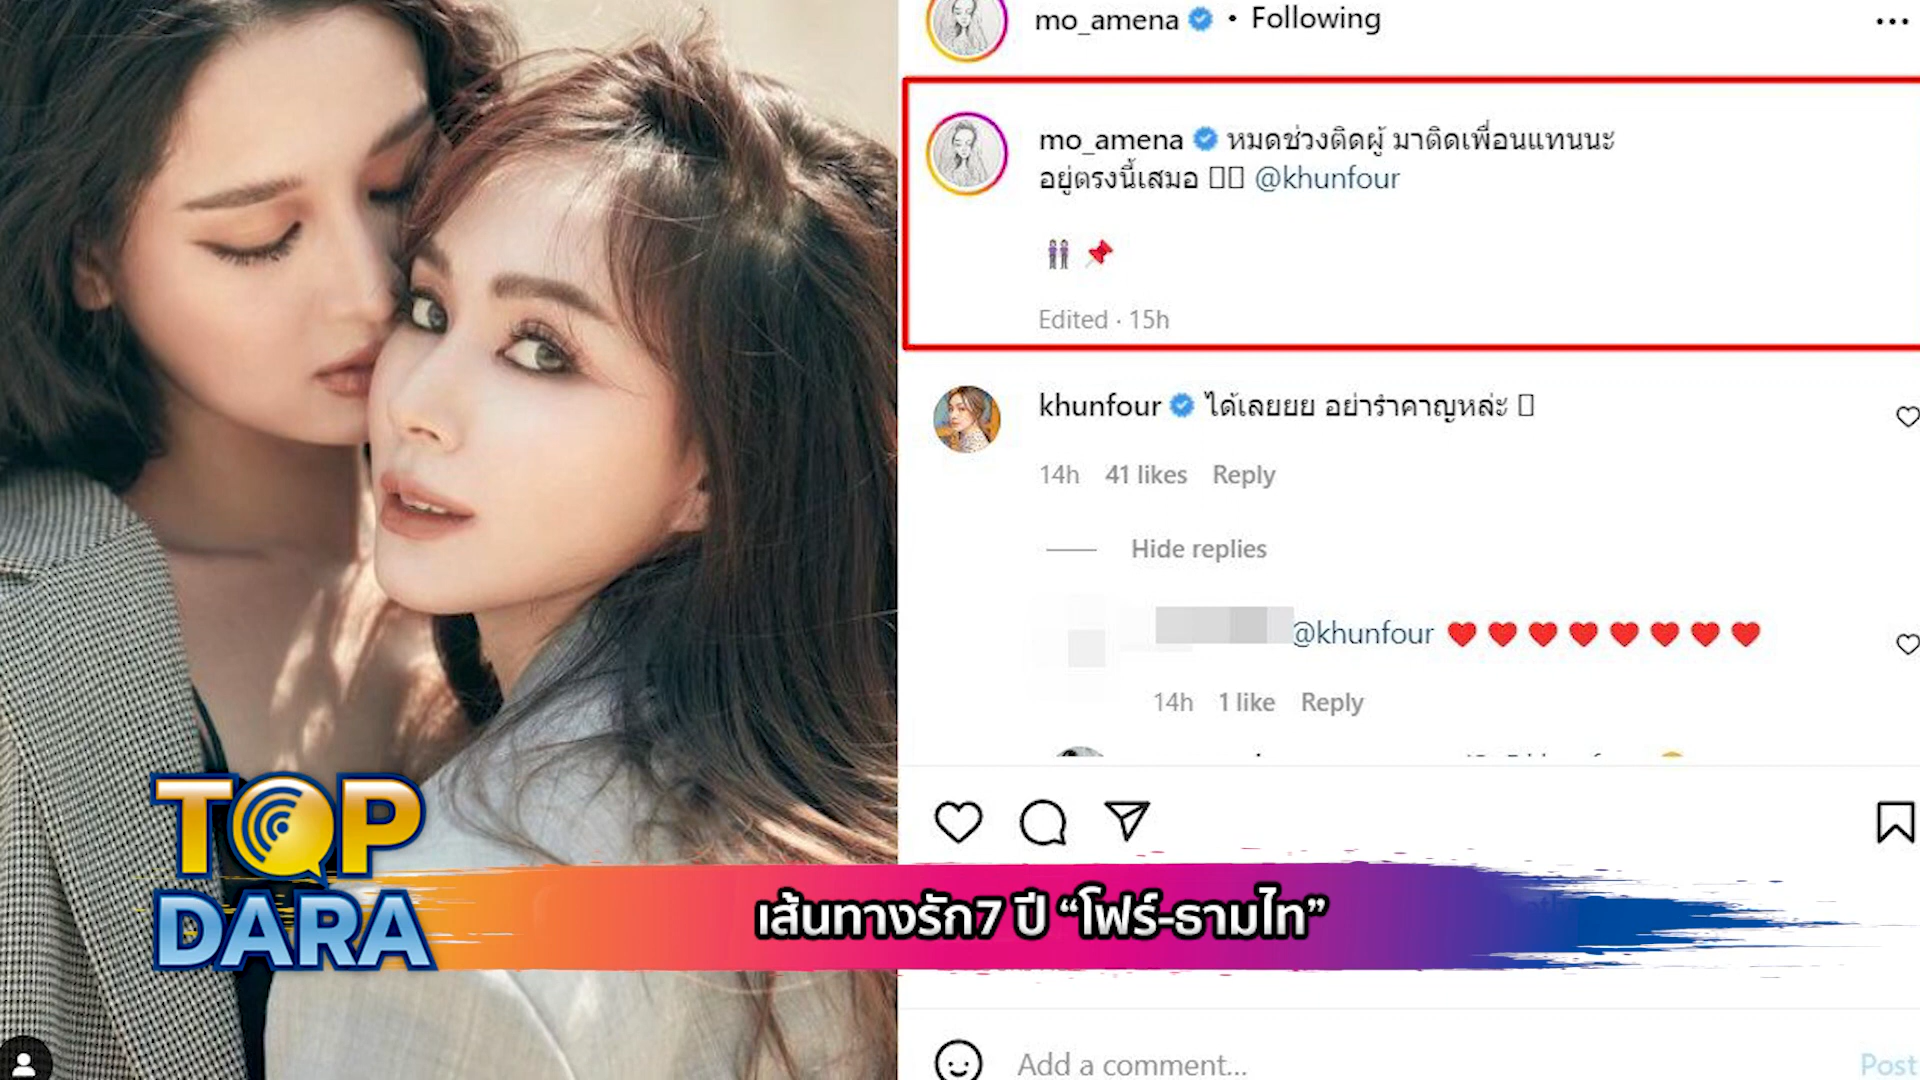 mo_amena • Following
mo_amena หมดช่วงติดผู้ มาติดเพื่อนแทนนะ
อยู่ตรงนี้เสมอ @khunfour
Edited · 15h
khunfour ได้เลยยย อย่ารำคาญหล่ะ
14h 41 likes Reply
Hide replies
@khunfour
14h 1 like Reply
TOP
DARA
เส้นทางรัก7 ปี “โฟร์-ธามไท”
Add a comment...
Post